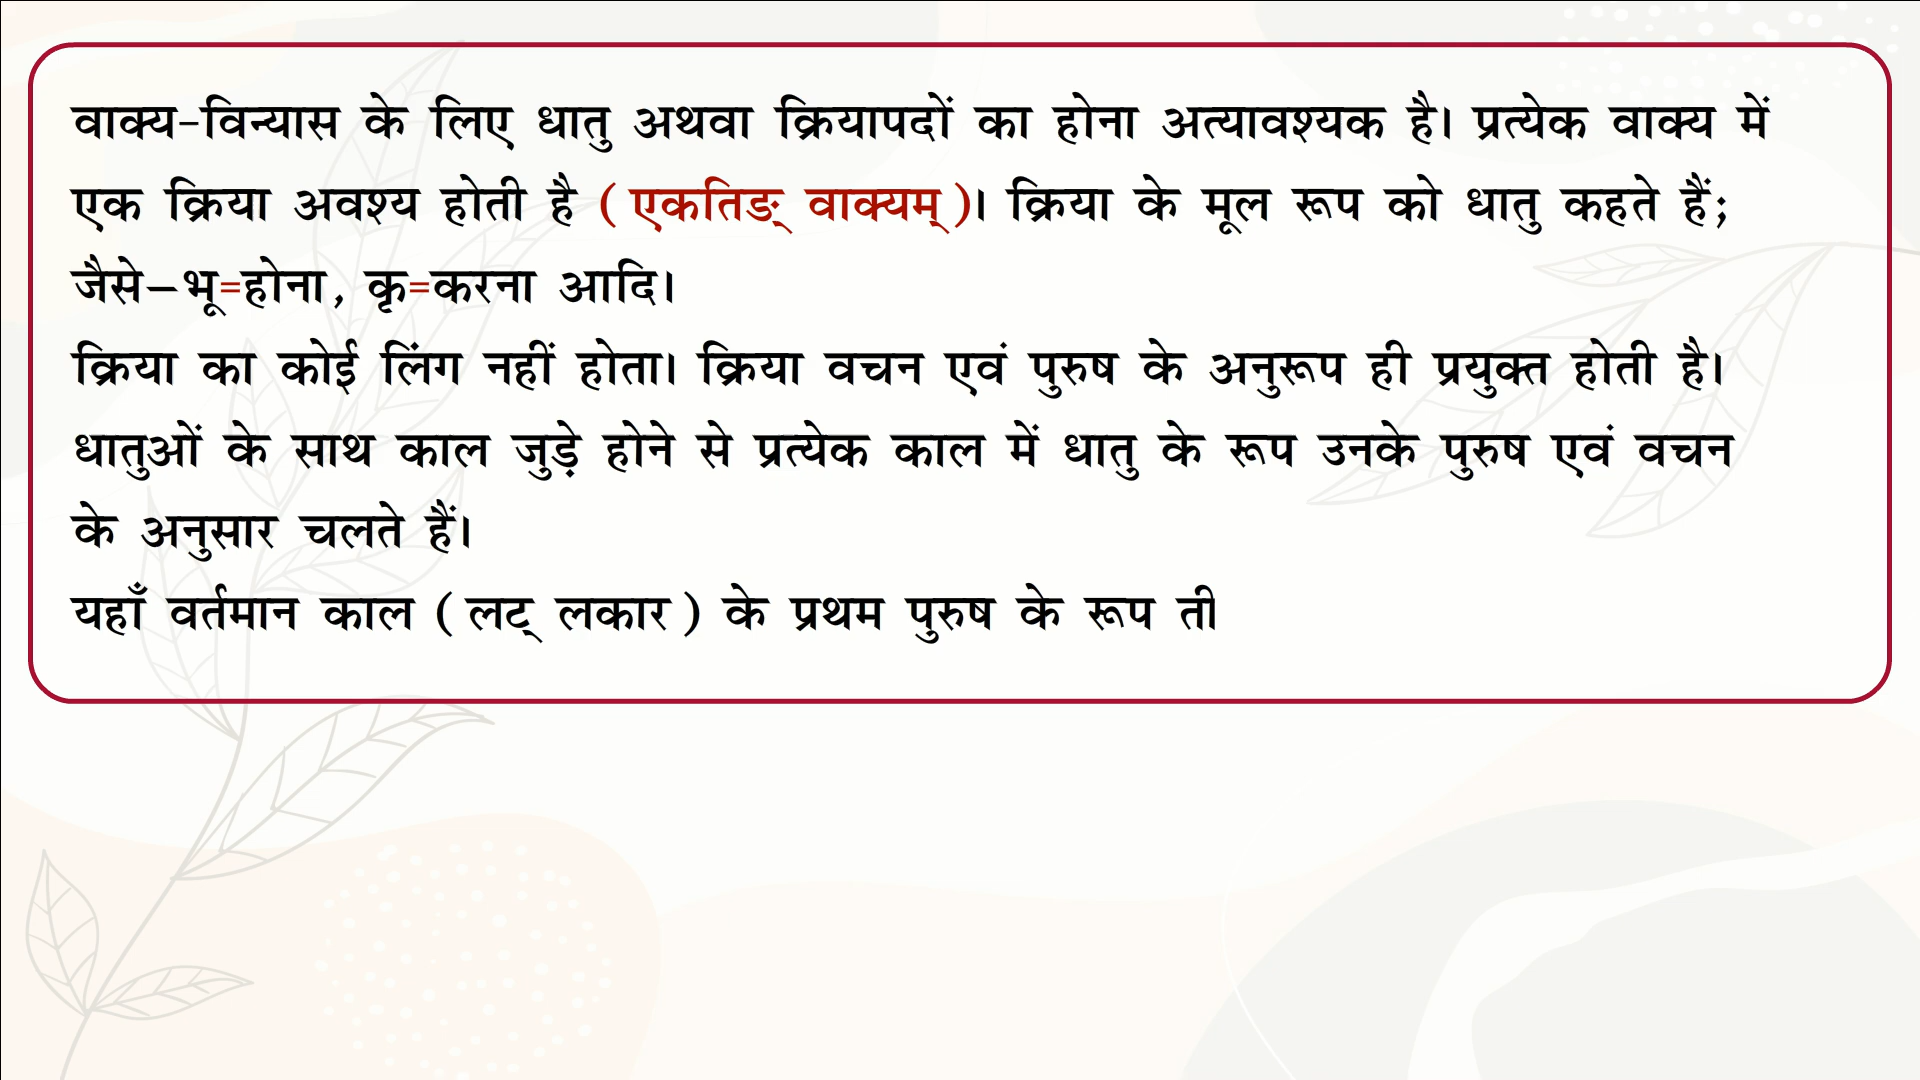 वाक्य-विन्यास के लिए धातु अथवा क्रियापदों का होना अत्यावश्यक है। प्रत्येक वाक्य में
एक क्रिया अवश्य होती है (एकतिङ् वाक्यम्)। क्रिया के मूल रूप को धातु कहते हैं;
जैसे–भू=होना, कृ=करना आदि।
क्रिया का कोई लिंग नहीं होता। क्रिया वचन एवं पुरुष के अनुरूप ही प्रयुक्त होती है।
धातुओं के साथ काल जुड़े होने से प्रत्येक काल में धातु के रूप उनके पुरुष एवं वचन
के अनुसार चलते हैं।
यहाँ वर्तमान काल (लट् लकार) के प्रथम पुरुष के रूप ती